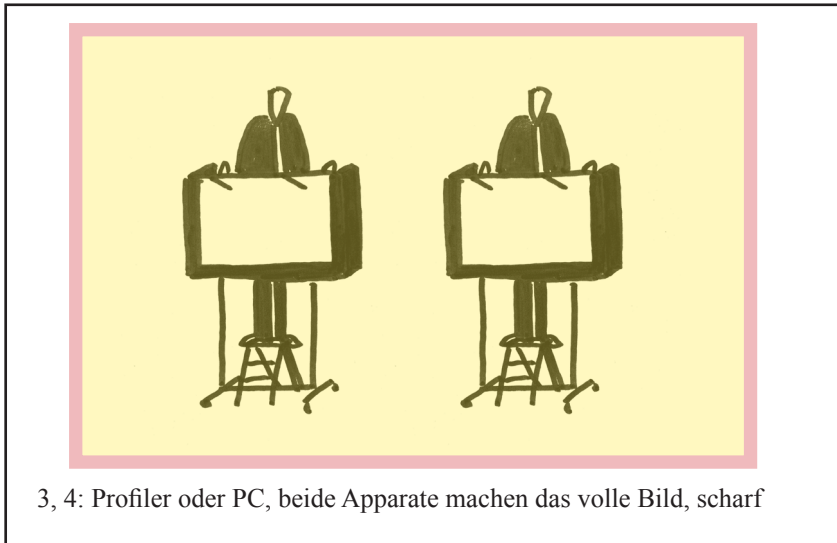 3, 4: Profiler oder PC, beide Apparate machen das volle Bild, scharf